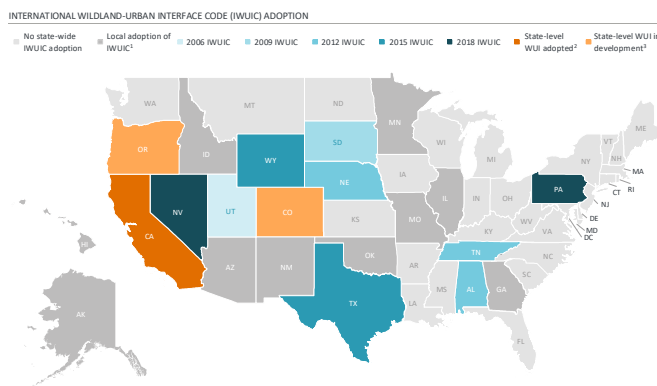 INTERNATIONAL WILDLAND-URBAN INTERFACE CODE (IWUIC) ADOPTION
No state-wide
IWUIC adoption
Local adoption of
IWUIC¹
2006 IWUIC
2009 IWUIC
2012 IWUIC
2015 IWUIC
2018 IWUIC
State-level
WUI adopted²
State-level WUI in
development³
WA
MT
ND
MN
ME
OR
ID
WY
SD
WI
MI
VT
NH
NY
MA
NV
UT
CO
NE
IA
IL
IN
OH
PA
CT
RI
NJ
CA
KS
MO
KY
WV
VA
DE
MD
DC
HI
AZ
NM
OK
AR
TN
NC
SC
AK
TX
LA
MS
AL
GA
FL